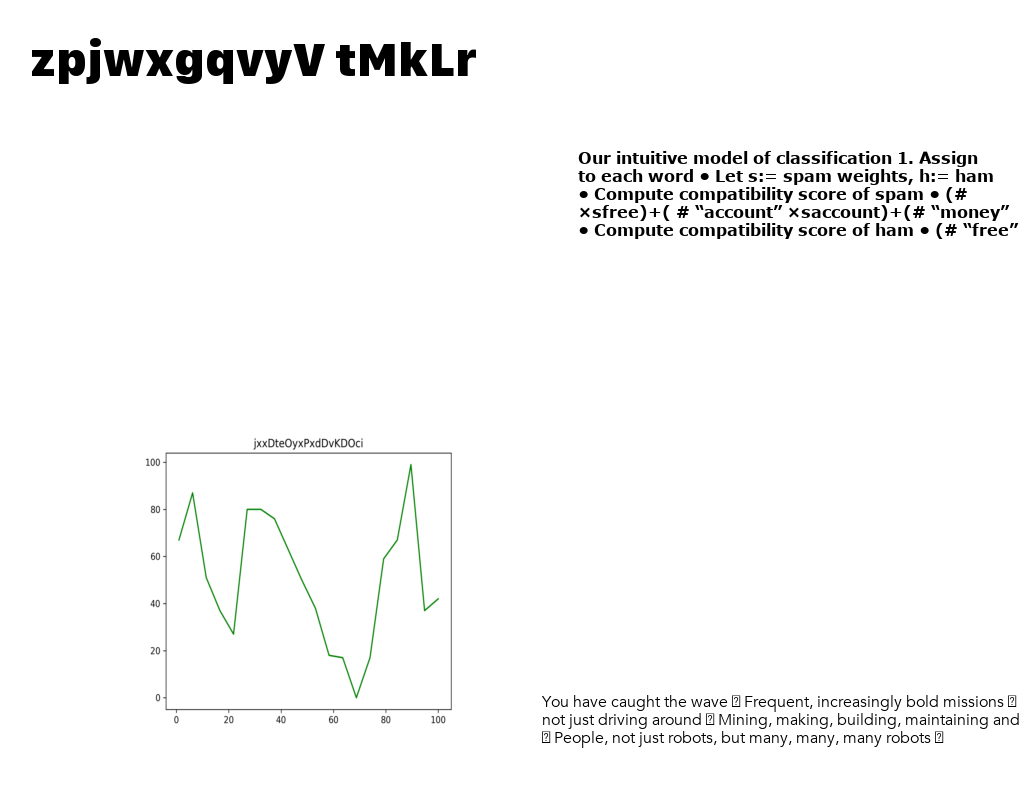 zpjwxgqvyV tMkLr
Our intuitive model of classification 1. Assign
to each word ● Let s:= spam weights, h:= ham
● Compute compatibility score of spam ● (#
×sfree)+( # “account” ×saccount)+(# “money”
● Compute compatibility score of ham ● (# “free”
jxxDteOyxPxdDvKDOci
100
80
60
40
20
0
0 20 40 60 80 100
You have caught the wave  Frequent, increasingly bold missions 
not just driving around  Mining, making, building, maintaining and
 People, not just robots, but many, many, many robots